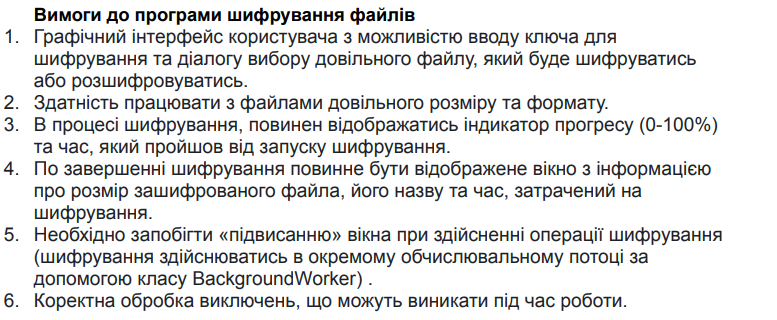 Вимоги до програми шифрування файлів
1. Графічний інтерфейс користувача з можливістю вводу ключа для
шифрування та діалогу вибору довільного файлу, який буде шифруватись
або розшифровуватись.
2. Здатність працювати з файлами довільного розміру та формату.
3. В процесі шифрування, повинен відображатись індикатор прогресу (0-100%)
та час, який пройшов від запуску шифрування.
4. По завершенні шифрування повинне бути відображене вікно з інформацією
про розмір зашифрованого файла, його назву та час, затрачений на
шифрування.
5. Необхідно запобігти «підвисанню» вікна при здійсненні операції шифрування
(шифрування здійснюватись в окремому обчислювальному потоці за
допомогою класу BackgroundWorker) .
6. Коректна обробка виключень, що можуть виникати під час роботи.